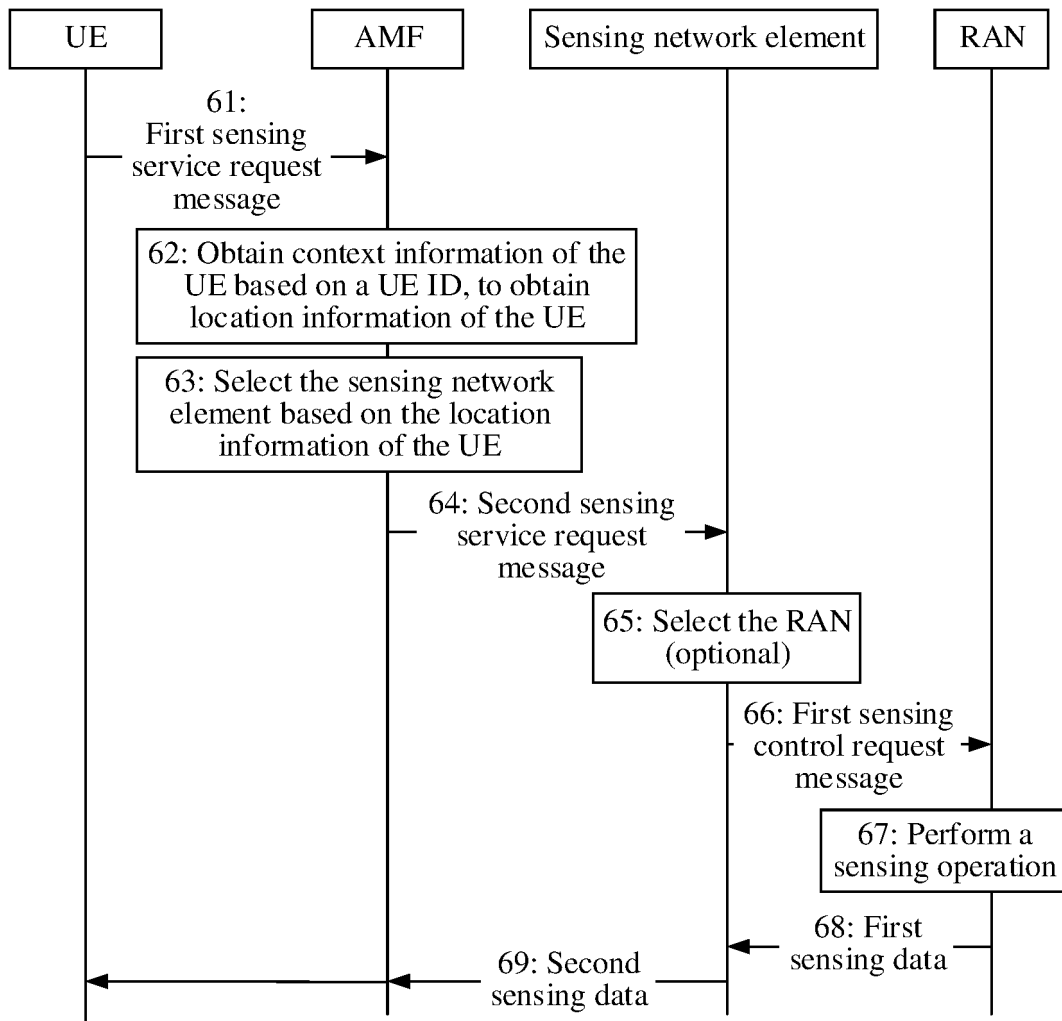 UE
AMF
Sensing network element
RAN
61:
First sensing
service request
message
62: Obtain context information of the
UE based on a UE ID, to obtain
location information of the UE
63: Select the sensing network
element based on the location
information of the UE
64: Second sensing
service request
message
65: Select the RAN
(optional)
66: First sensing
control request
message
67: Perform a
sensing operation
68: First
sensing data
69: Second
sensing data